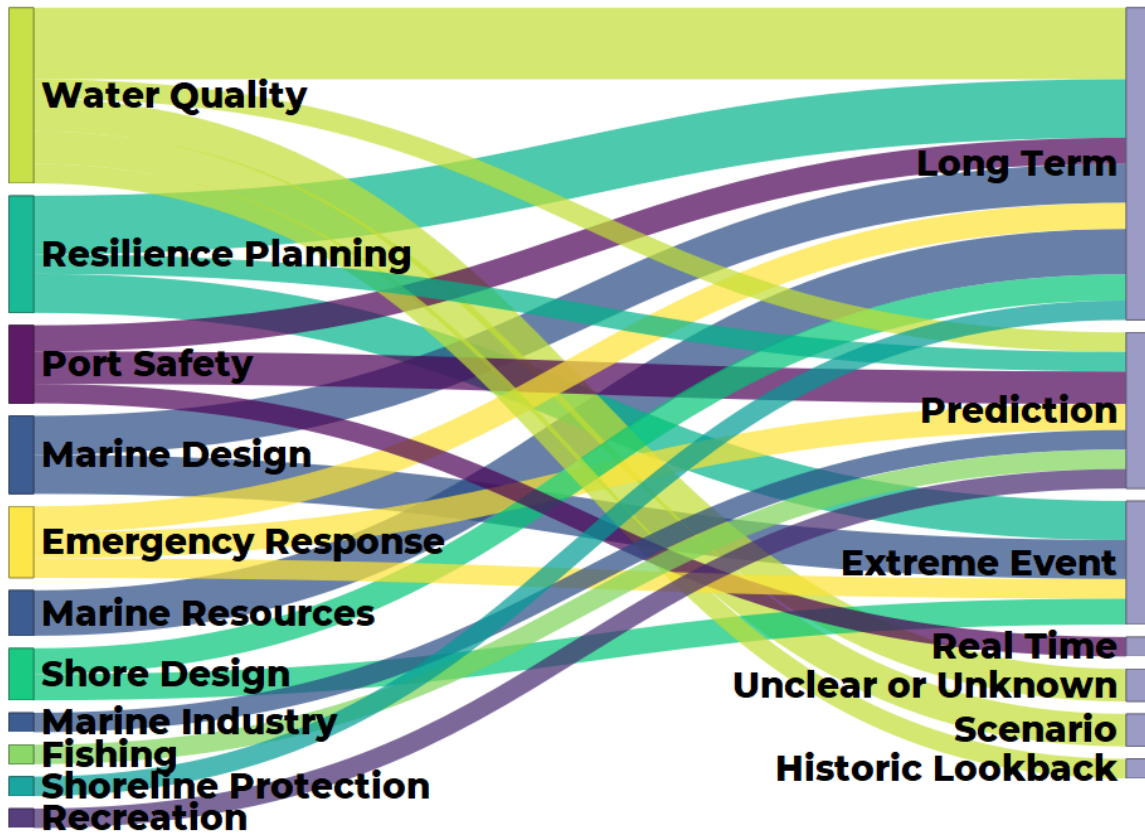 Water Quality
Resilience Planning
Port Safety
Marine Design
Emergency Response
Marine Resources
Shore Design
Marine Industry
Fishing
Shoreline Protection
Recreation
Long Term
Prediction
Extreme Event
Real Time
Unclear or Unknown
Scenario
Historic Lookback